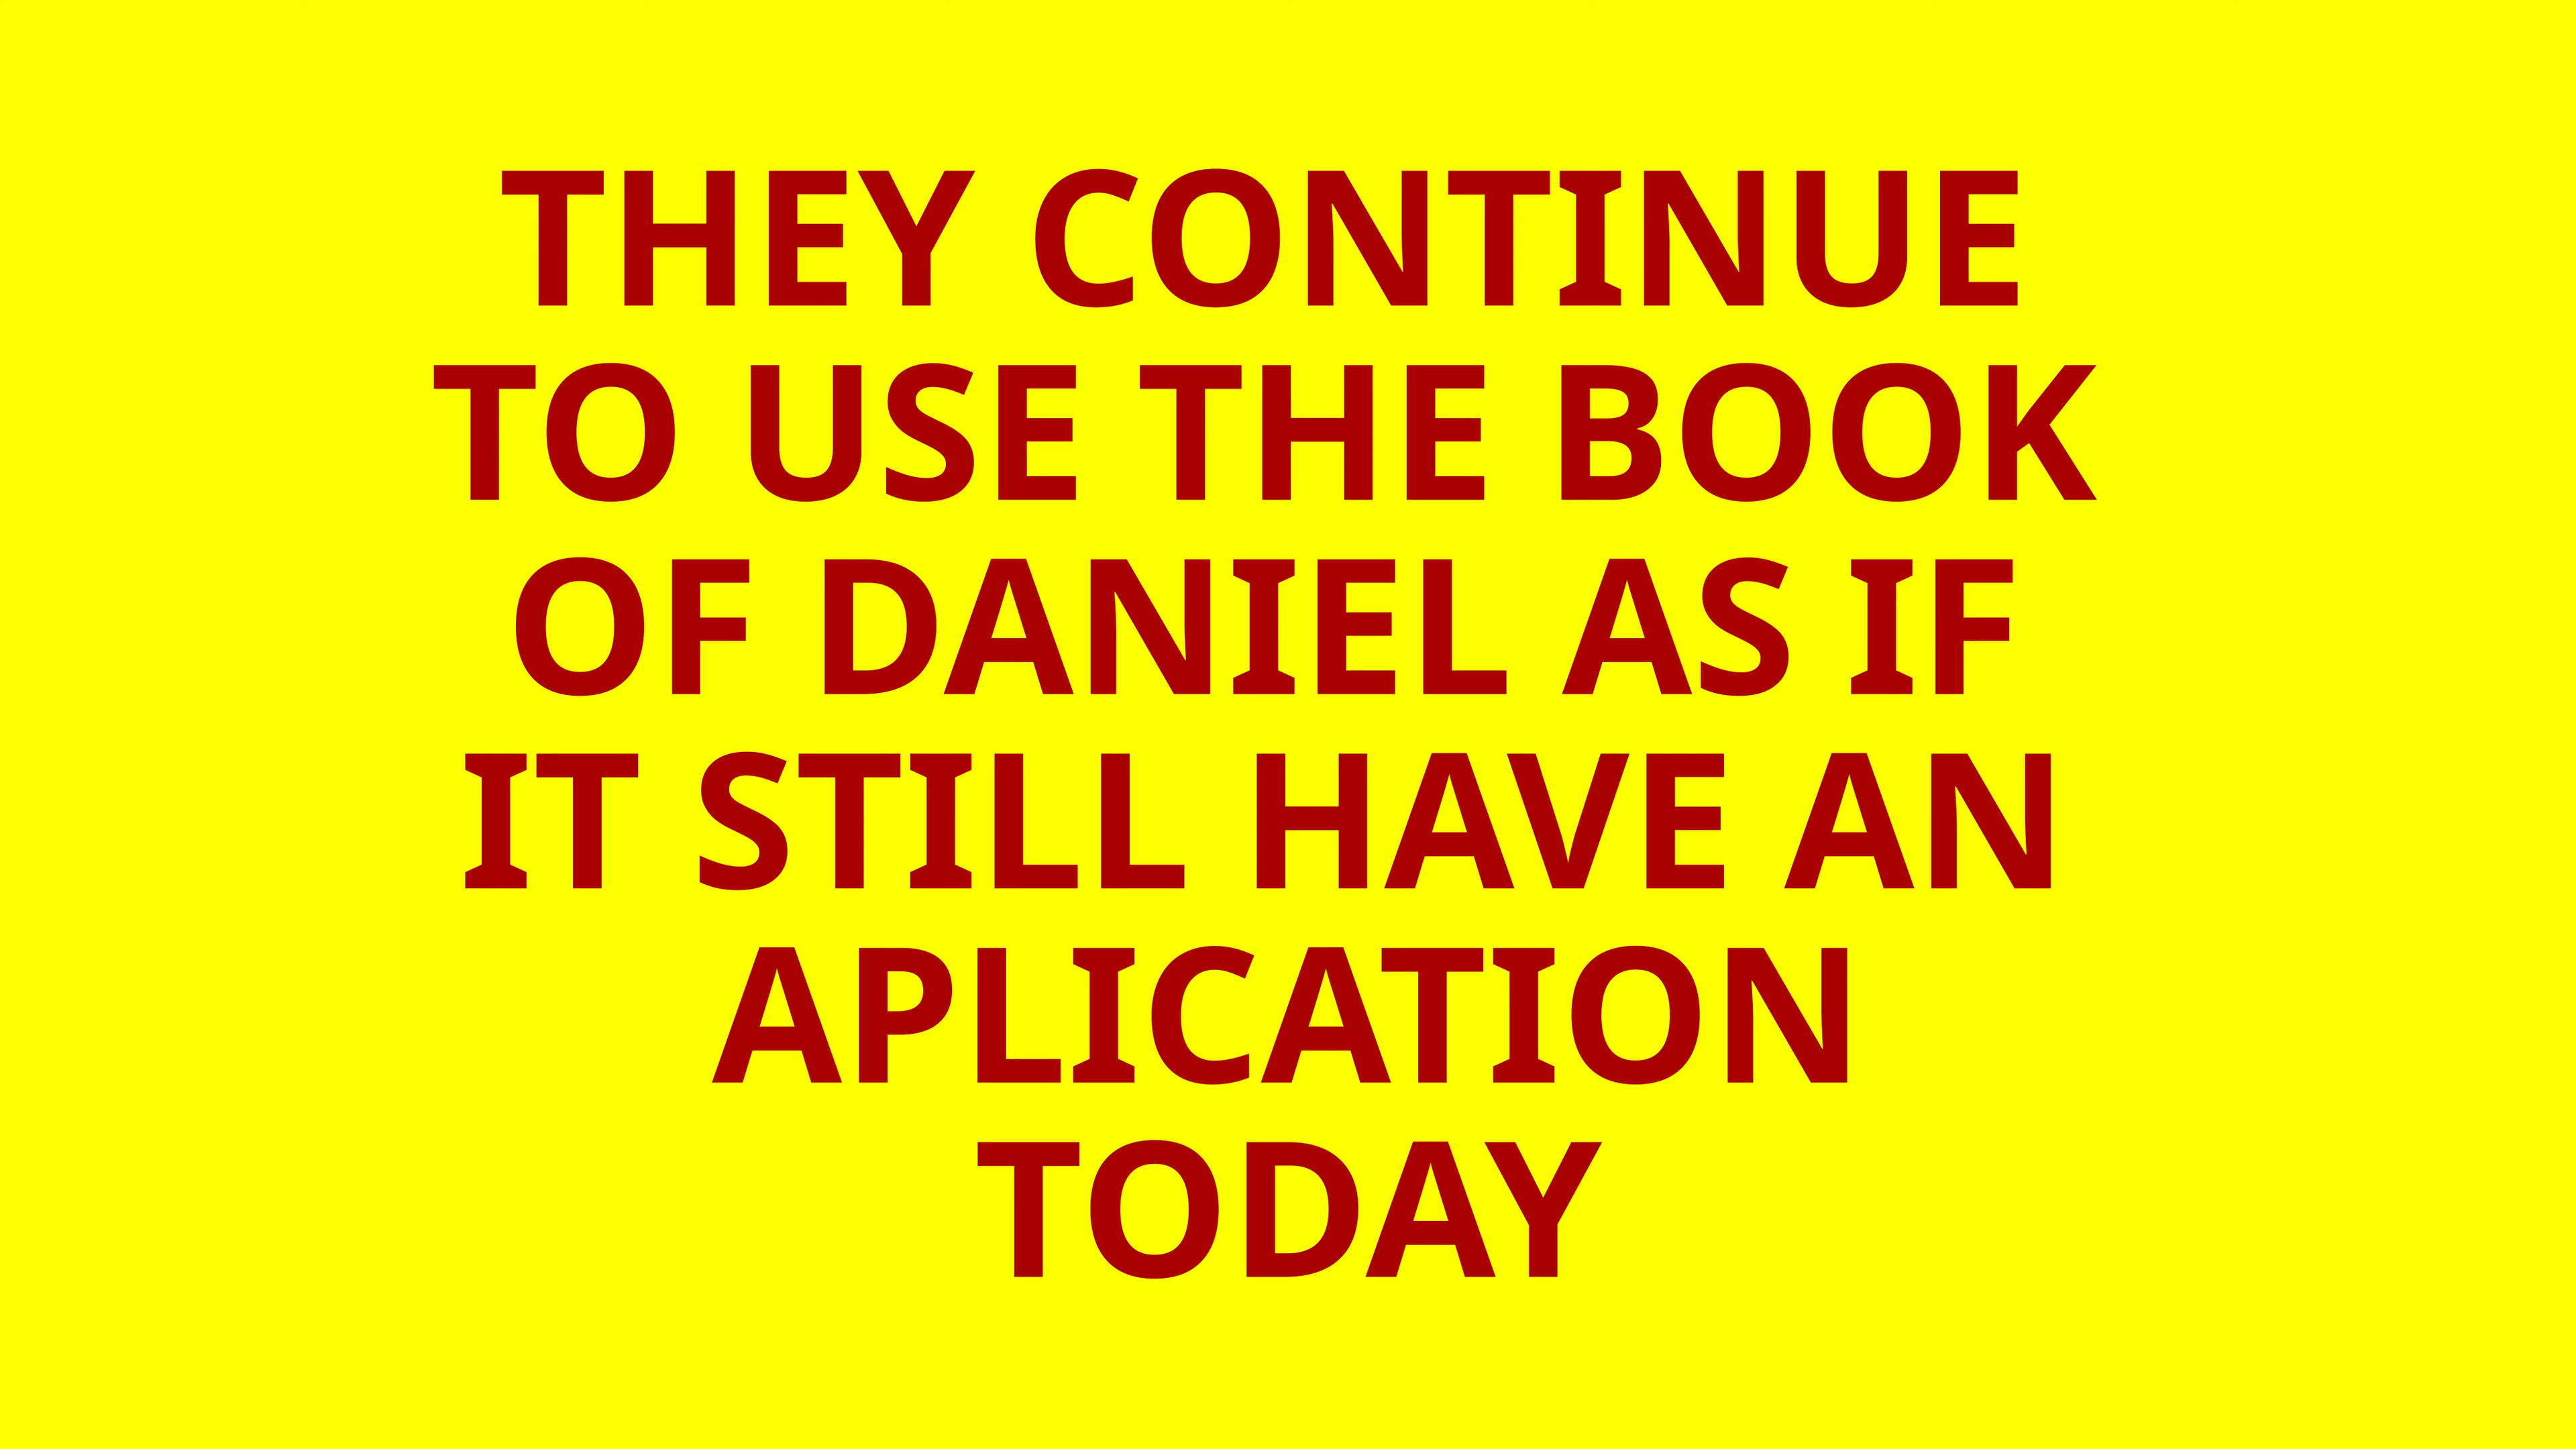 THEY CONTINUE
TO USE THE BOOK
OF DANIEL AS IF
IT STILL HAVE AN
APLICATION
TODAY